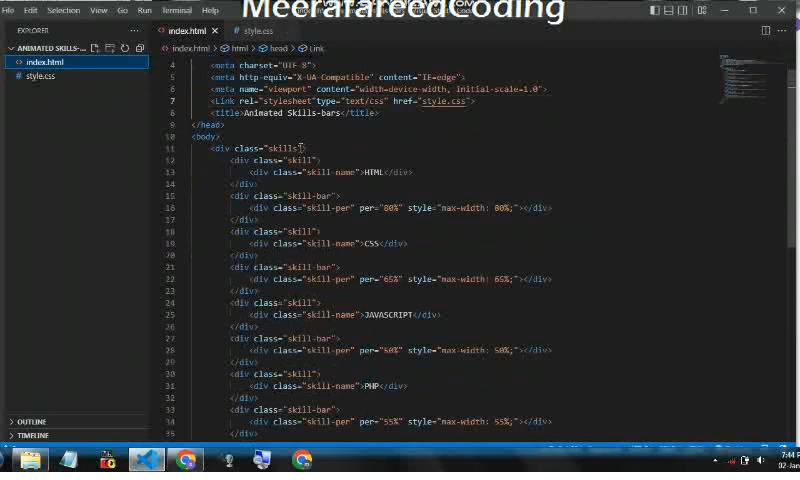 MeerafareedCoding
File Edit Selection View Go Run Terminal Help
EXPLORER
index.html
style.css
ANIMATED SKILLS-...
index.html > html > head > Link
index.html
style.css
4 <meta charset="UTF-8">
5 <meta http-equiv="X-UA-Compatible" content="IE=edge">
6 <meta name="viewport" content="width=device-width, initial-scale=1.0">
7 <Link rel="stylesheet"type="text/css" href="style.css">
8 <title>Animated Skills-bars</title>
9 </head>
10 <body>
11 <div class="skills">
12 <div class="skill">
13 <div class="skill-name">HTML</div>
14 </div>
15 <div class="skill-bar">
16 <div class="skill-per" per="80%" style="max-width: 80%;"></div>
17 </div>
18 <div class="skill">
19 <div class="skill-name">CSS</div>
20 </div>
21 <div class="skill-bar">
22 <div class="skill-per" per="65%" style="max-width: 65%;"></div>
23 </div>
24 <div class="skill">
25 <div class="skill-name">JAVASCRIPT</div>
26 </div>
27 <div class="skill-bar">
28 <div class="skill-per" per="50%" style="max-width: 50%;"></div>
29 </div>
30 <div class="skill">
31 <div class="skill-name">PHP</div>
32 </div>
33 <div class="skill-bar">
34 <div class="skill-per" per="55%" style="max-width: 55%;"></div>
35 </div>
OUTLINE
TIMELINE
7:44 P
02-Jan